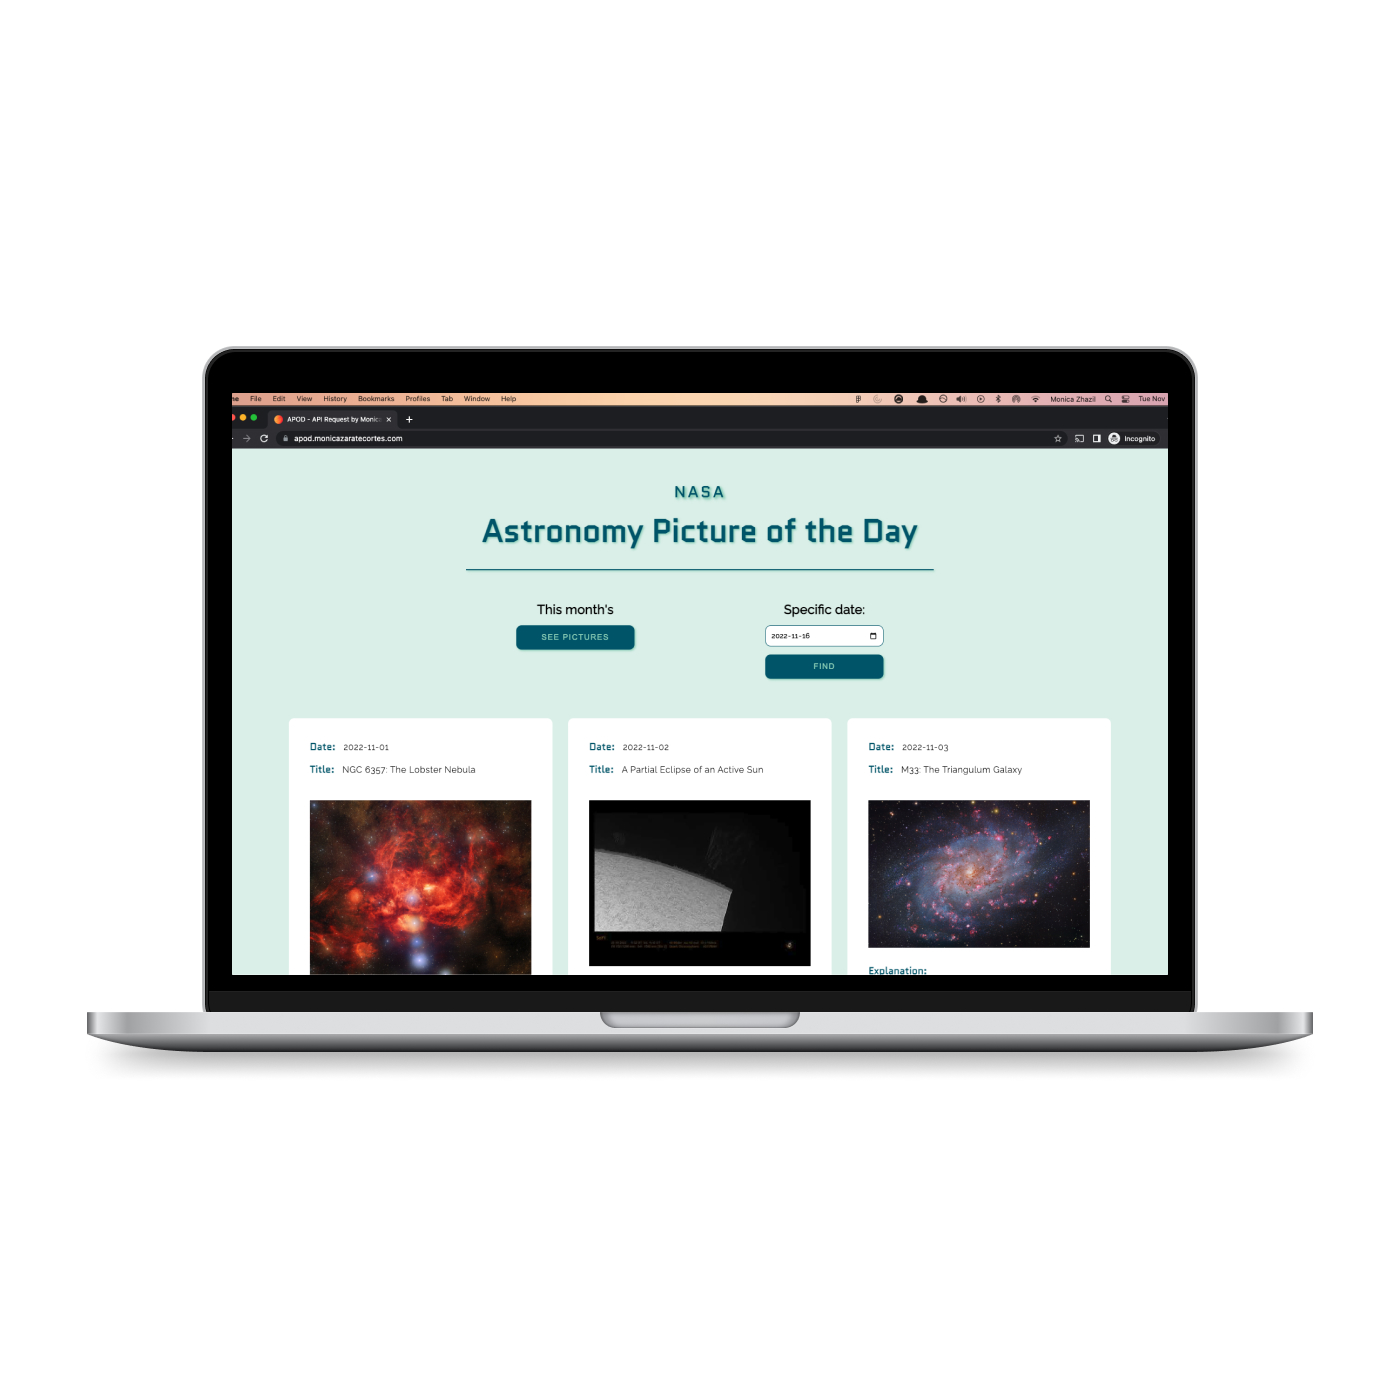 File Edit View History Bookmarks Profiles Tab Window Help Monica Zhazil Tue Nov
APOD - API Request by Monic
apod.monicazaratecortes.com Incognito
NASA
Astronomy Picture of the Day
This month's Specific date:
SEE PICTURES 2022-11-16
FIND
Date: 2022-11-01 Date: 2022-11-02 Date: 2022-11-03
Title: NGC 6357: The Lobster Nebula Title: A Partial Eclipse of an Active Sun Title: M33: The Triangulum Galaxy
Explanation: